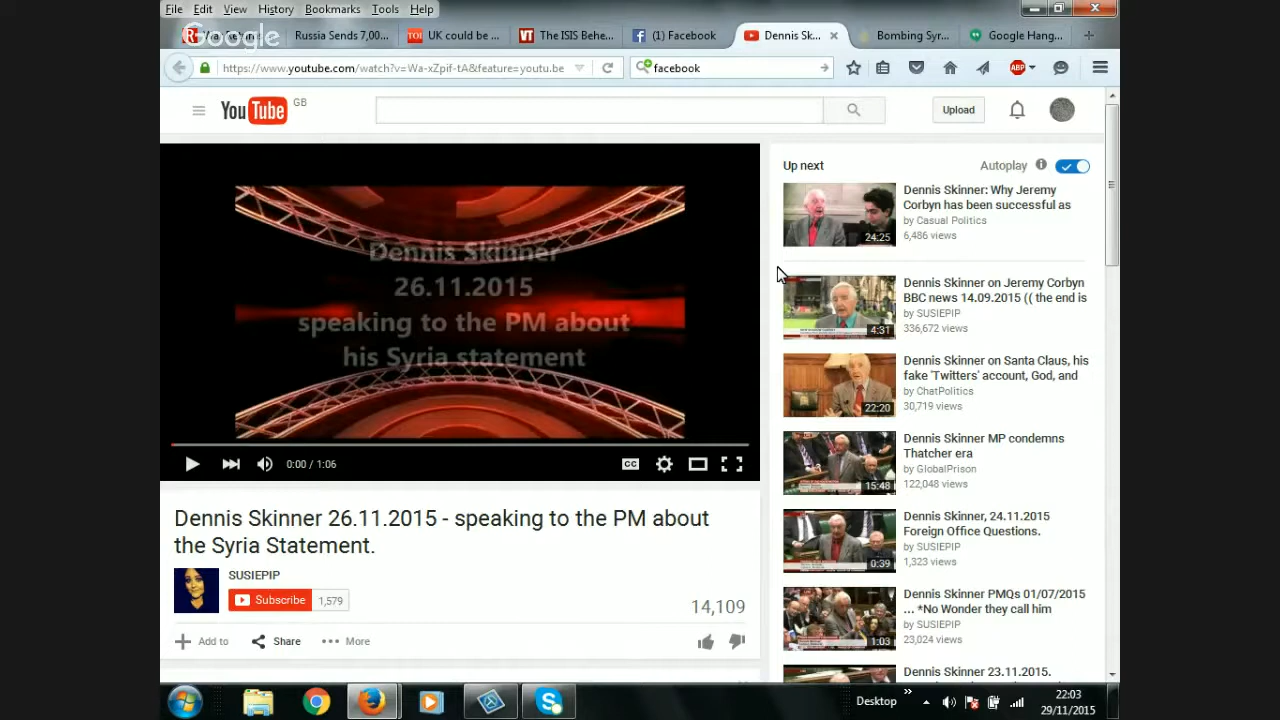 File Edit View History Bookmarks Tools Help
Google
Russia Sends 7,00...
UK could be ...
The ISIS Behe...
(1) Facebook
Dennis Sk...
Bombing Syr...
Google Hang...
https://www.youtube.com/watch?v=Wa-xZpif-tA&feature=youtu.be
facebook
ABP
YouTube GB
Upload
Dennis Skinner
26.11.2015
speaking to the PM about
his Syria statement
0:00 / 1:06
CC
Dennis Skinner 26.11.2015 - speaking to the PM about
the Syria Statement.
SUSIEPIP
Subscribe 1,579
14,109
Add to Share More
Up next Autoplay
Dennis Skinner: Why Jeremy
Corbyn has been successful as
by Casual Politics
6,486 views
24:25
Dennis Skinner on Jeremy Corbyn
BBC news 14.09.2015 (( the end is
by SUSIEPIP
336,672 views
4:31
Dennis Skinner on Santa Claus, his
fake 'Twitters' account, God, and
by ChatPolitics
30,719 views
22:20
Dennis Skinner MP condemns
Thatcher era
by GlobalPrison
122,048 views
15:48
Dennis Skinner, 24.11.2015
Foreign Office Questions.
by SUSIEPIP
1,323 views
0:39
Dennis Skinner PMQs 01/07/2015
... *No Wonder they call him
by SUSIEPIP
23,024 views
1:03
Dennis Skinner 23.11.2015.
Desktop
22:03
29/11/2015